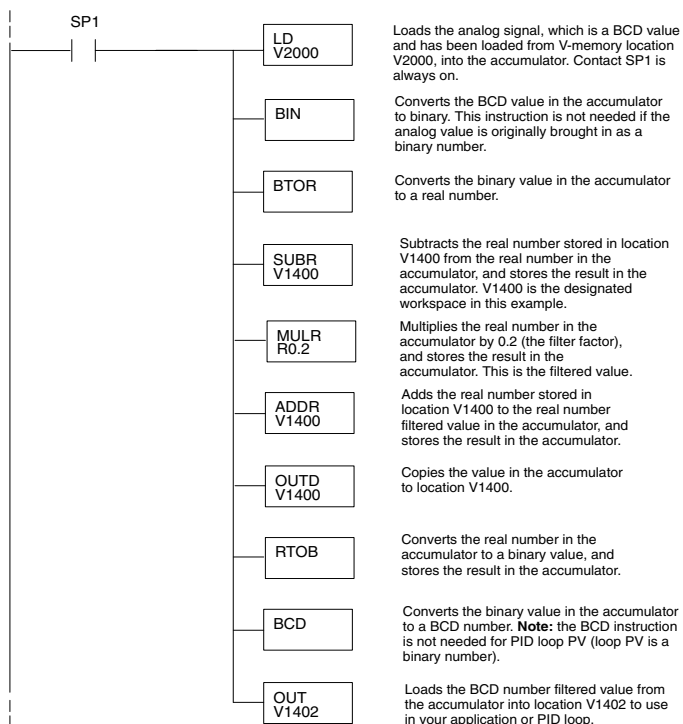 SP1
LD
V2000
Loads the analog signal, which is a BCD value
and has been loaded from V-memory location
V2000, into the accumulator. Contact SP1 is
always on.
BIN
Converts the BCD value in the accumulator
to binary. This instruction is not needed if the
analog value is originally brought in as a
binary number.
BTOR
Converts the binary value in the accumulator
to a real number.
SUBR
V1400
Subtracts the real number stored in location
V1400 from the real number in the
accumulator, and stores the result in the
accumulator. V1400 is the designated
workspace in this example.
MULR
R0.2
Multiplies the real number in the
accumulator by 0.2 (the filter factor),
and stores the result in the
accumulator. This is the filtered value.
ADDR
V1400
Adds the real number stored in
location V1400 to the real number
filtered value in the accumulator, and
stores the result in the accumulator.
OUTD
V1400
Copies the value in the accumulator
to location V1400.
RTOB
Converts the real number in the
accumulator to a binary value, and
stores the result in the accumulator.
BCD
Converts the binary value in the accumulator
to a BCD number. Note: the BCD instruction
is not needed for PID loop PV (loop PV is a
binary number).
OUT
V1402
Loads the BCD number filtered value from
the accumulator into location V1402 to use
in your application or PID loop.